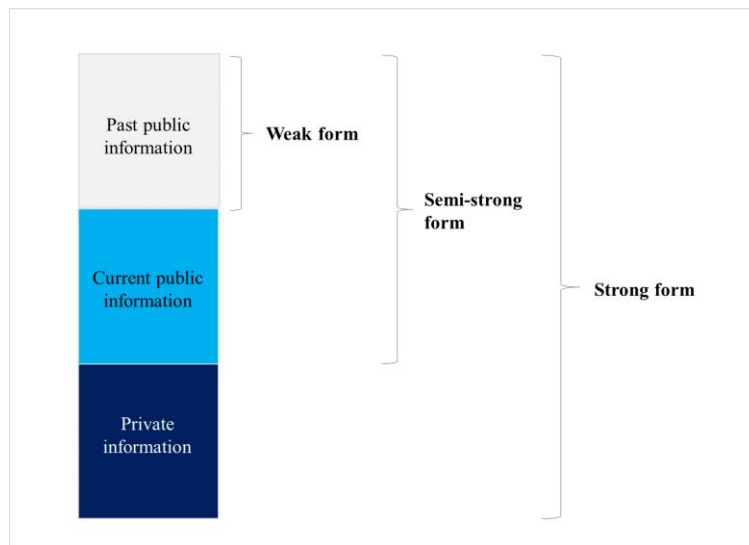 Past public
information
Weak form
Semi-strong
form
Current public
information
Strong form
Private
information